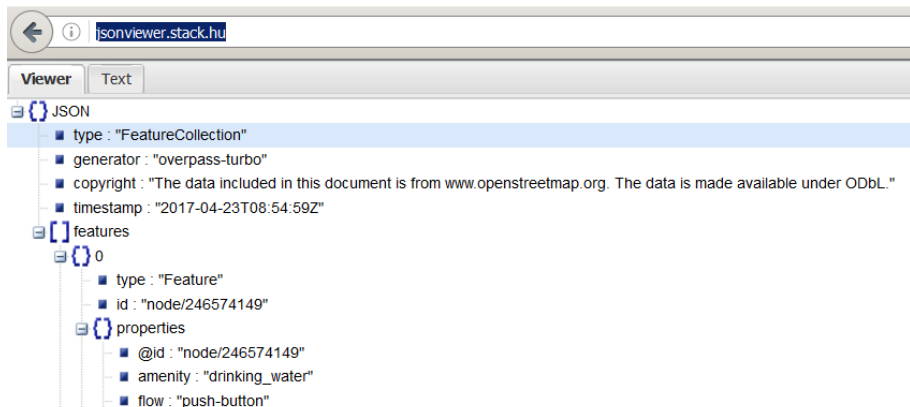 jsonviewer.stack.hu
Viewer Text
JSON
type : "FeatureCollection"
generator : "overpass-turbo"
copyright : "The data included in this document is from www.openstreetmap.org. The data is made available under ODbL."
timestamp : "2017-04-23T08:54:59Z"
features
0
type : "Feature"
id : "node/246574149"
properties
@id : "node/246574149"
amenity : "drinking_water"
flow : "push-button"